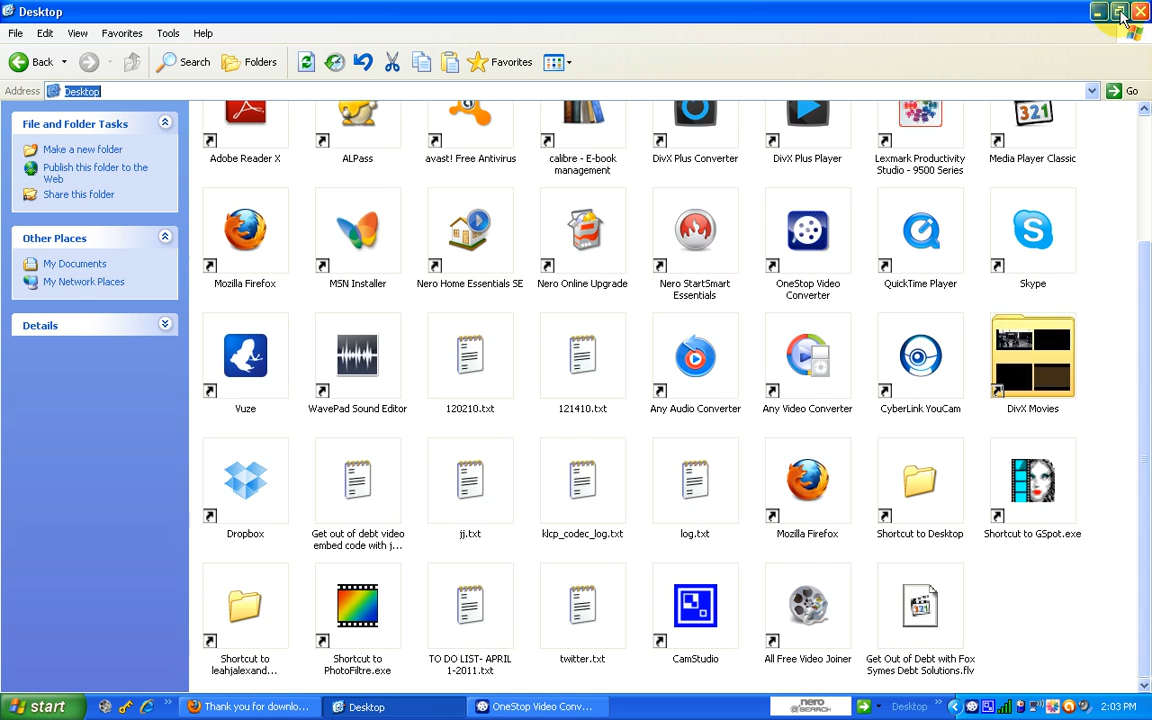 Desktop
File Edit View Favorites Tools Help
Back Search Folders Favorites
Address Desktop Go
File and Folder Tasks
Make a new folder
Publish this folder to the
Web
Share this folder
Other Places
My Documents
My Network Places
Details
Adobe Reader X ALPass avast! Free Antivirus calibre - E-book
management DivX Plus Converter DivX Plus Player Lexmark Productivity
Studio - 9500 Series Media Player Classic
321
Mozilla Firefox MSN Installer Nero Home Essentials SE Nero Online Upgrade Nero StartSmart
Essentials OneStop Video
Converter QuickTime Player Skype
Vuze WavePad Sound Editor 120210.txt 121410.txt Any Audio Converter Any Video Converter CyberLink YouCam DivX Movies
Dropbox Get out of debt video
embed code with j... jj.txt klcp_codec_log.txt log.txt Mozilla Firefox Shortcut to Desktop Shortcut to GSpot.exe
321
Shortcut to
leahjalexand... Shortcut to
PhotoFiltre.exe TO DO LIST- APRIL
1-2011.txt twitter.txt CamStudio All Free Video Joiner Get Out of Debt with Fox
Symes Debt Solutions.flv
start Thank you for downlo... Desktop OneStop Video Conv... nero
SEARCH Desktop 2:03 PM